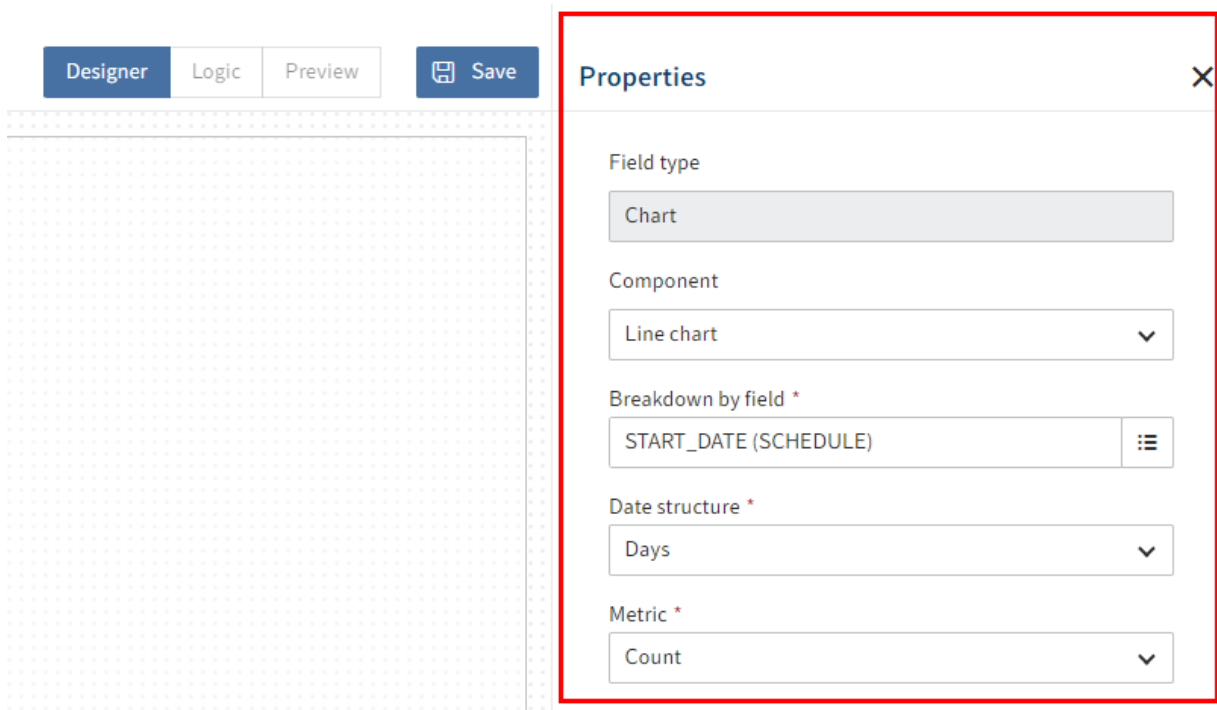 Designer Logic Preview Save
Properties
Field type
Chart
Component
Line chart
Breakdown by field *
START_DATE (SCHEDULE)
Date structure *
Days
Metric *
Count